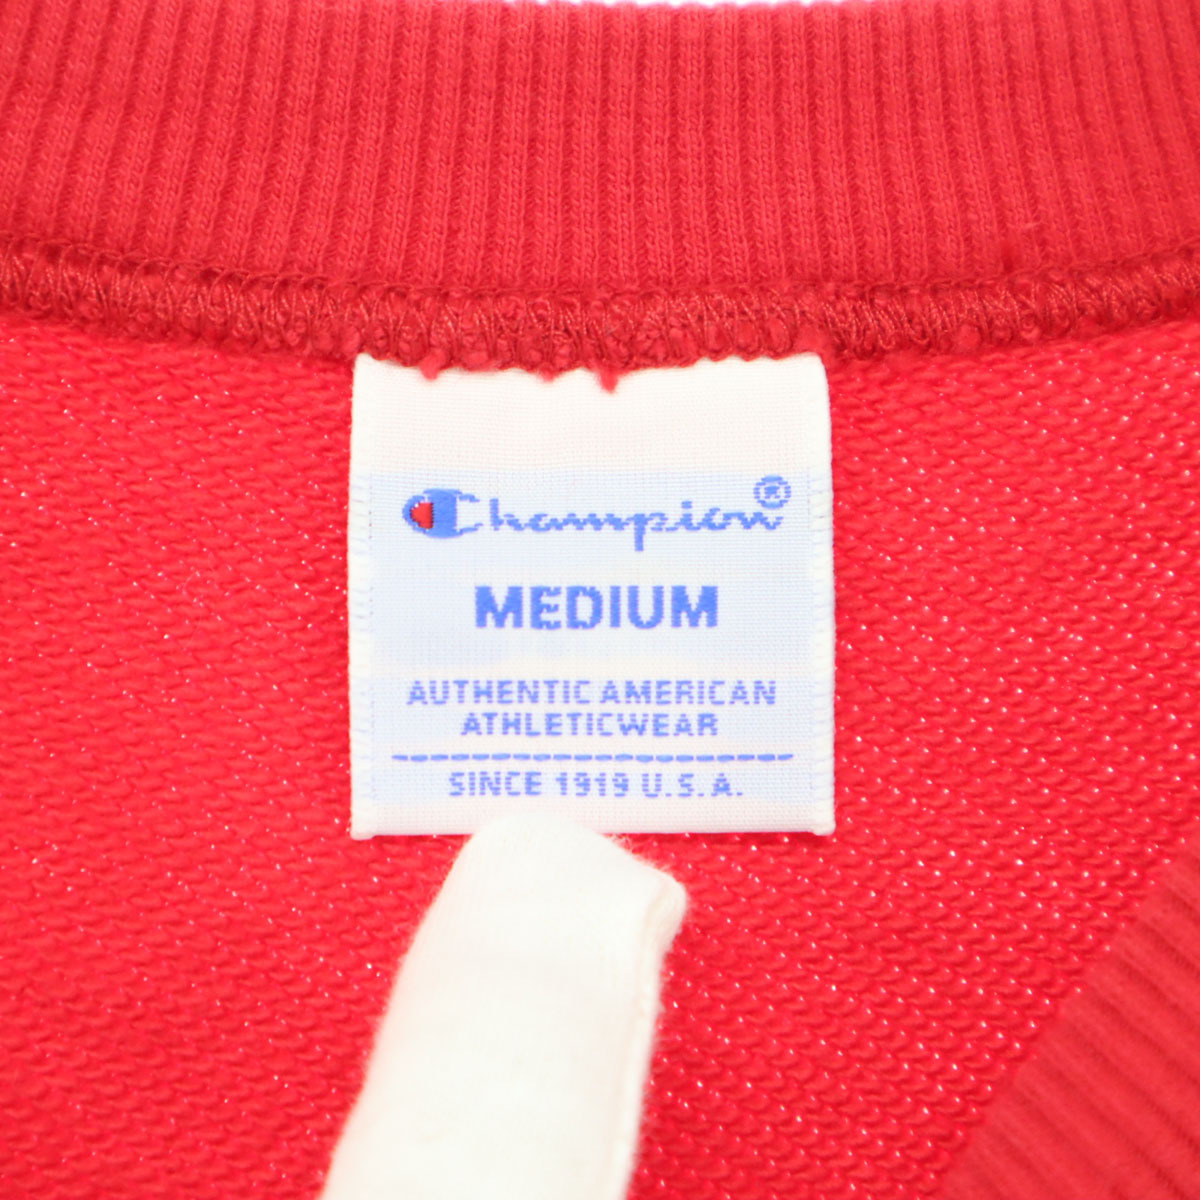 Champion®
MEDIUM
AUTHENTIC AMERICAN
ATHLETICWEAR
SINCE 1919 U.S.A.